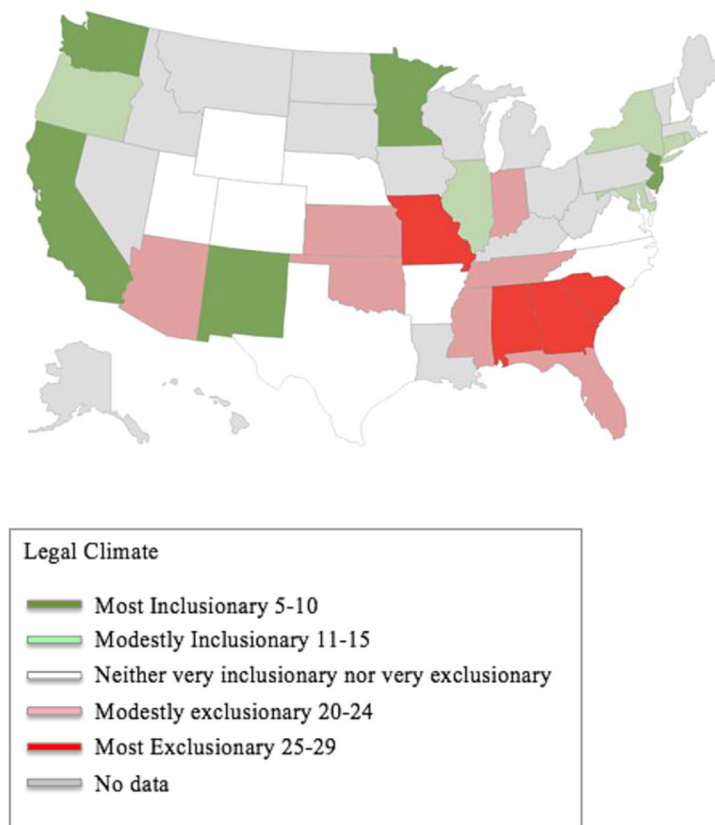 Legal Climate
Most Inclusionary 5-10
Modestly Inclusionary 11-15
Neither very inclusionary nor very exclusionary
Modestly exclusionary 20-24
Most Exclusionary 25-29
No data